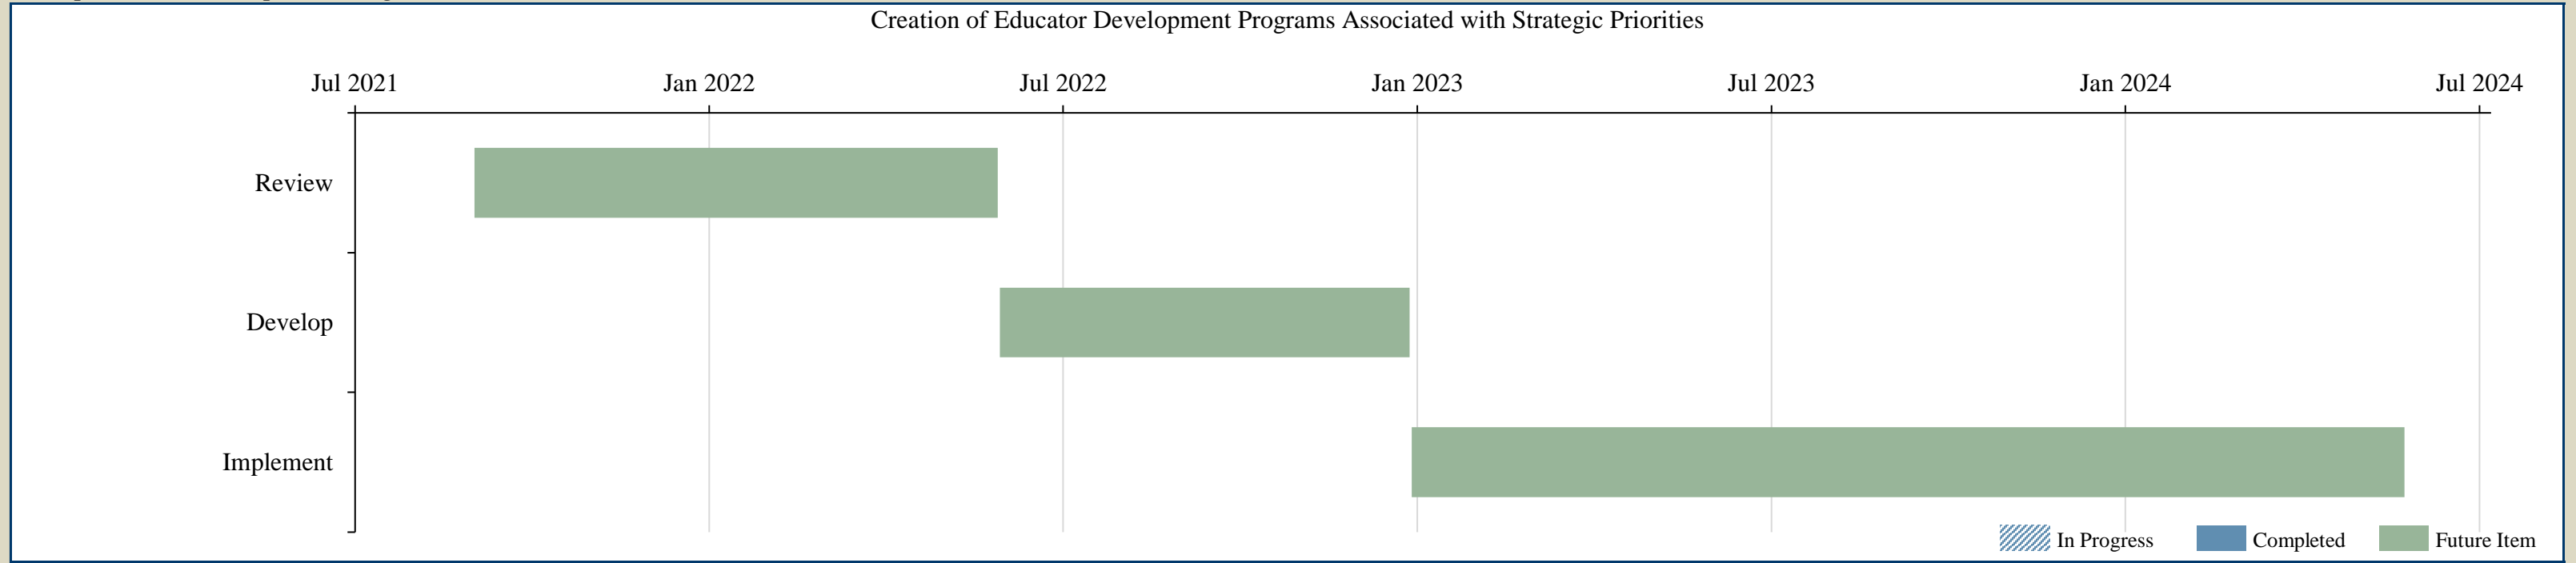 Creation of Educator Development Programs Associated with Strategic Priorities
Jul 2021 Jan 2022 Jul 2022 Jan 2023 Jul 2023 Jan 2024 Jul 2024
Review
Develop
Implement
In Progress Completed Future Item